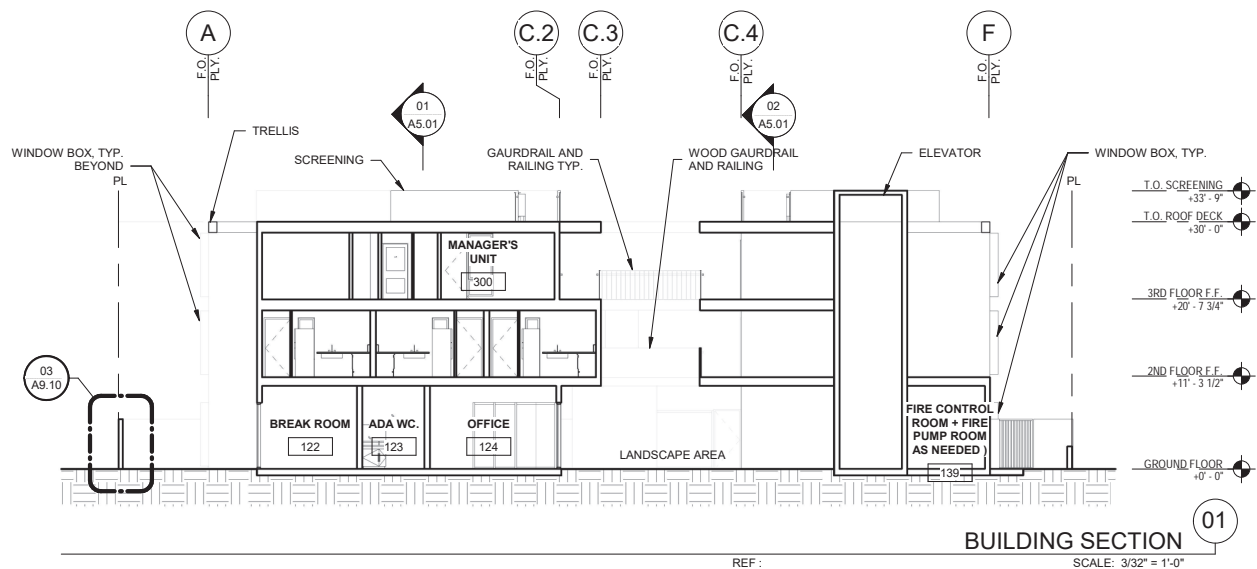 A
C.2
C.3
C.4
F
F.O.
PLY.
F.O.
PLY.
F.O.
PLY.
F.O.
PLY.
F.O.
PLY.
01
A5.01
02
A5.01
TRELLIS
WINDOW BOX, TYP.
BEYOND
SCREENING
GAURDRAIL AND
RAILING TYP.
WOOD GAURDRAIL
AND RAILING
ELEVATOR
WINDOW BOX, TYP.
PL
PL
T.O. SCREENING
+33' - 9"
T.O. ROOF DECK
+30' - 0"
MANAGER'S
UNIT
300
3RD FLOOR F.F.
+20' - 7 3/4"
03
A9.10
2ND FLOOR F.F.
+11' - 3 1/2"
BREAK ROOM
122
ADA WC.
123
OFFICE
124
LANDSCAPE AREA
FIRE CONTROL
ROOM + FIRE
PUMP ROOM
AS NEEDED )
139
GROUND FLOOR
+0' - 0"
BUILDING SECTION
01
REF :
SCALE: 3/32" = 1'-0"